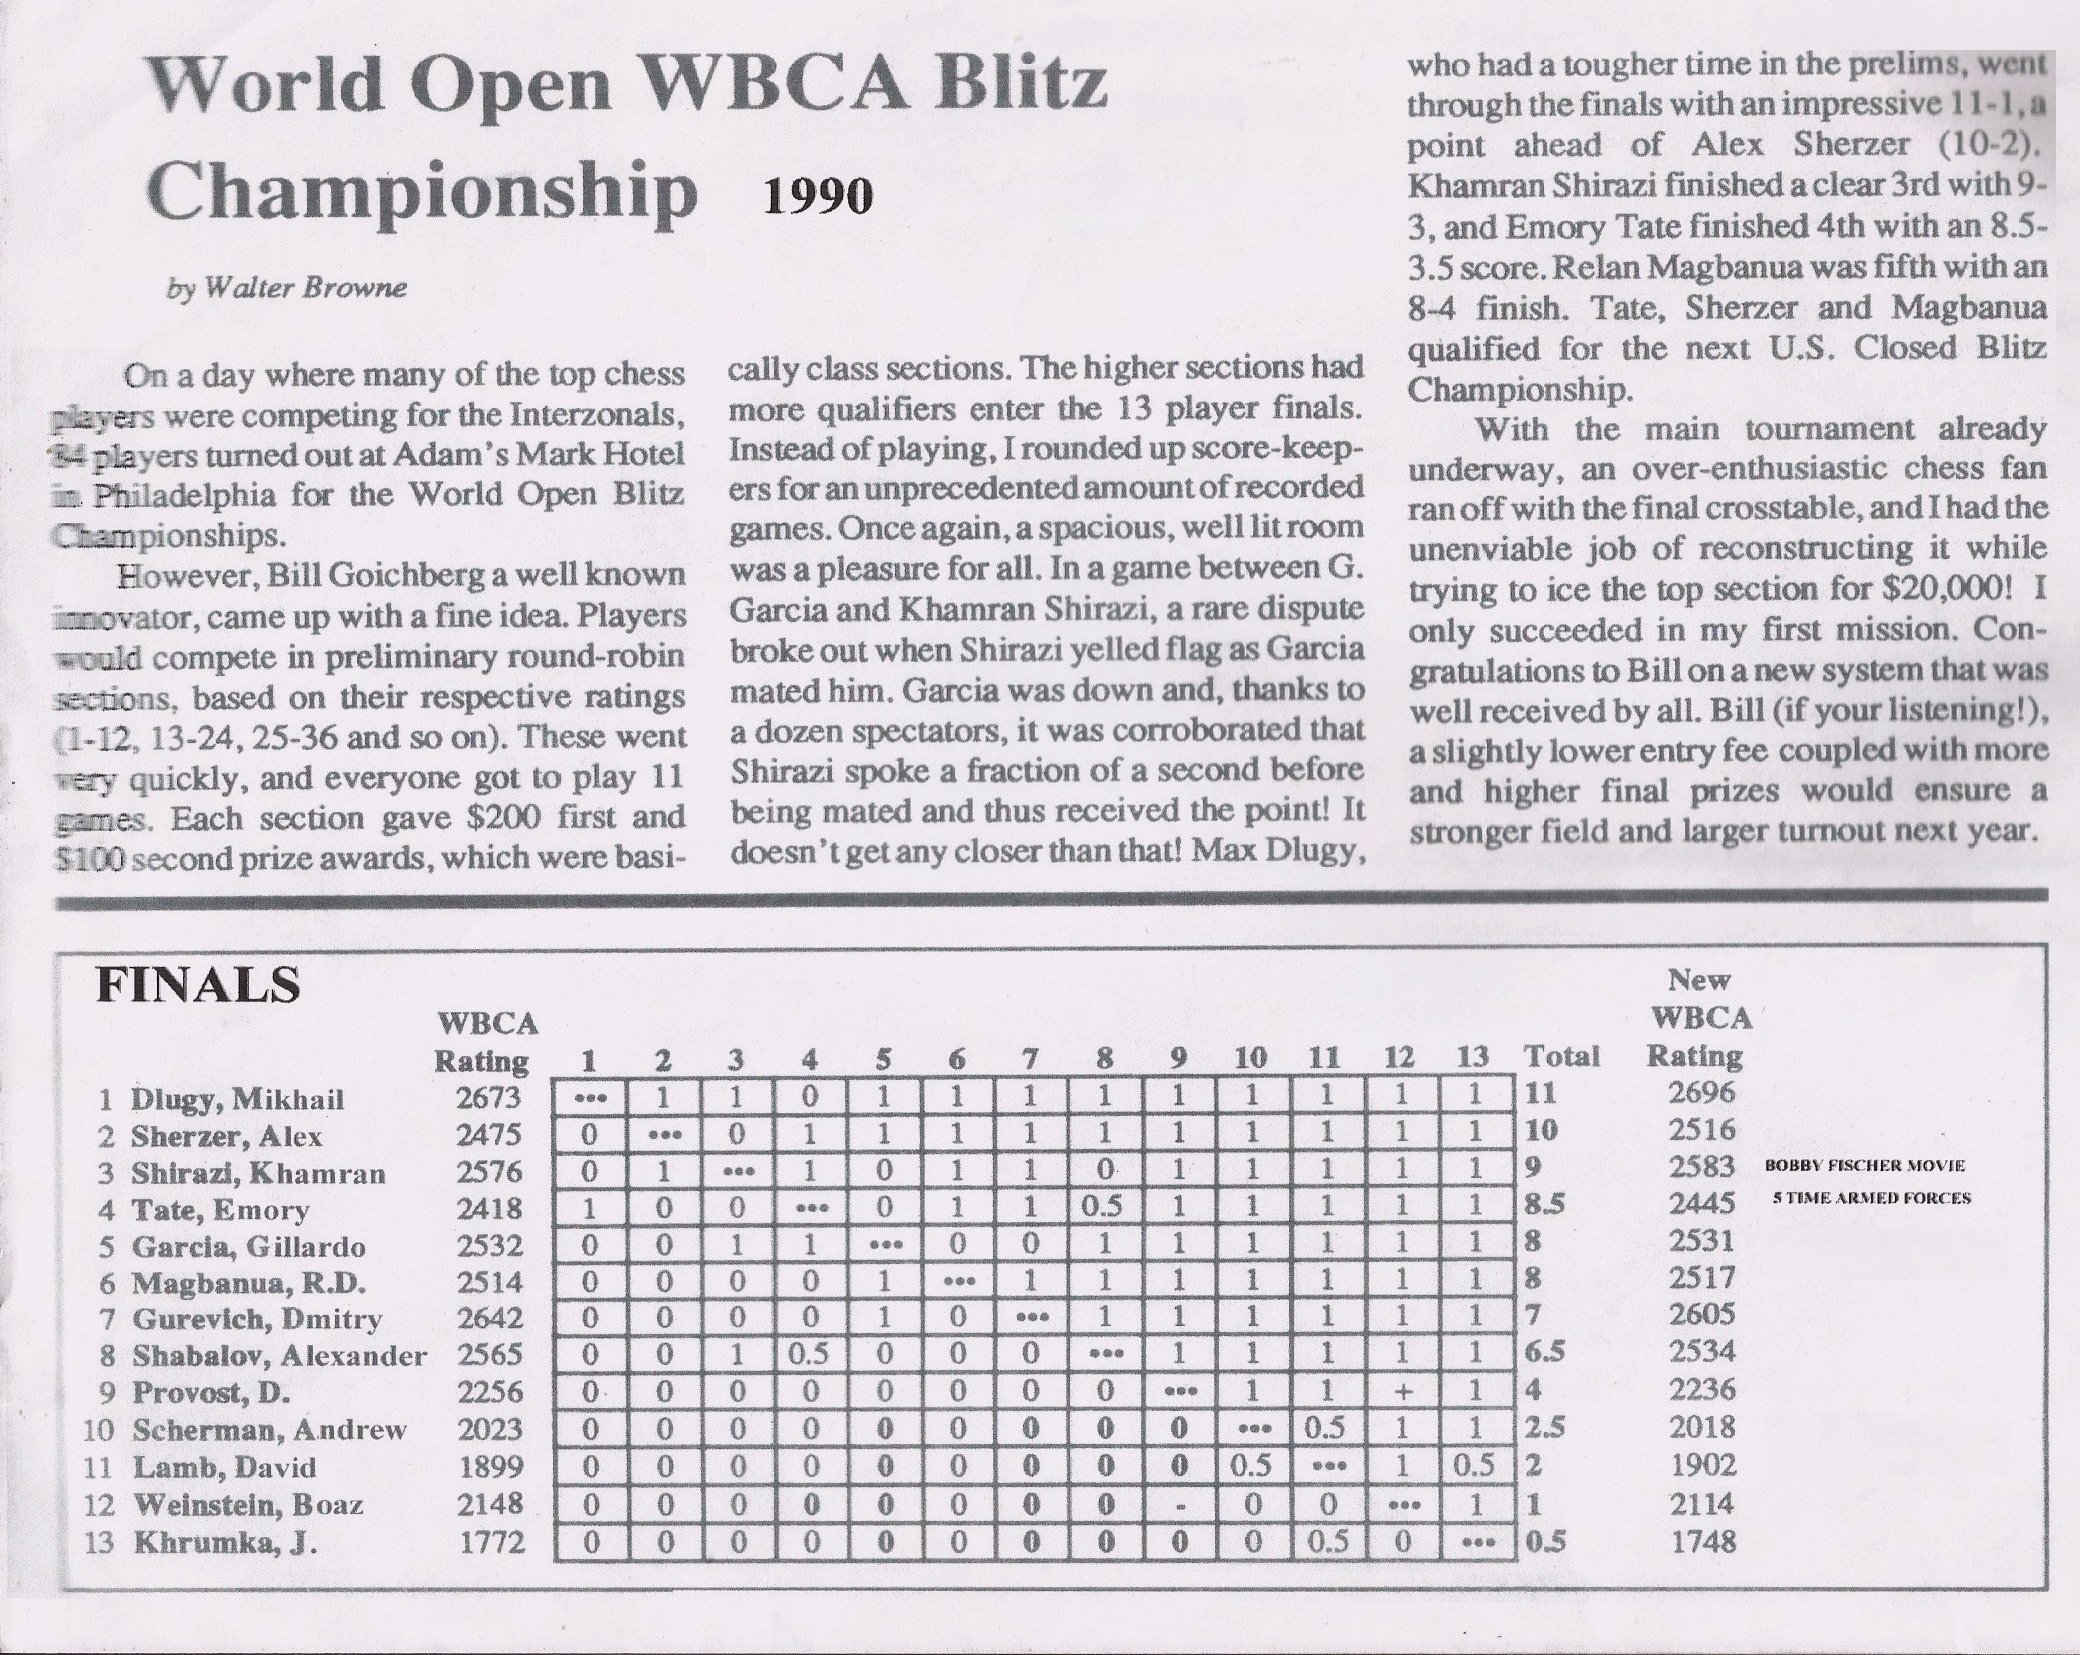 World Open WBCA Blitz
Championship 1990
by Walter Browne
On a day where many of the top chess
players were competing for the Interzonals,
84 players turned out at Adam's Mark Hotel
in Philadelphia for the World Open Blitz
Championships.
However, Bill Goichberg a well known
innovator, came up with a fine idea. Players
would compete in preliminary round-robin
sections, based on their respective ratings
(1-12, 13-24, 25-36 and so on). These went
very quickly, and everyone got to play 11
games. Each section gave $200 first and
$100 second prize awards, which were basi-
cally class sections. The higher sections had
more qualifiers enter the 13 player finals.
Instead of playing, I rounded up score-keep-
ers for an unprecedented amount of recorded
games. Once again, a spacious, well lit room
was a pleasure for all. In a game between G.
Garcia and Khamran Shirazi, a rare dispute
broke out when Shirazi yelled flag as Garcia
mated him. Garcia was down and, thanks to
a dozen spectators, it was corroborated that
Shirazi spoke a fraction of a second before
being mated and thus received the point! It
doesn't get any closer than that! Max Dlugy,
who had a tougher time in the prelims, went
through the finals with an impressive 11-1, a
point ahead of Alex Sherzer (10-2).
Khamran Shirazi finished a clear 3rd with 9-
3, and Emory Tate finished 4th with an 8.5-
3.5 score. Relan Magbanua was fifth with an
8-4 finish. Tate, Sherzer and Magbanua
qualified for the next U.S. Closed Blitz
Championship.
With the main tournament already
underway, an over-enthusiastic chess fan
ran off with the final crosstable, and I had the
unenviable job of reconstructing it while
trying to ice the top section for $20,000! I
only succeeded in my first mission. Con-
gratulations to Bill on a new system that was
well received by all. Bill (if your listening!),
a slightly lower entry fee coupled with more
and higher final prizes would ensure a
stronger field and larger turnout next year.
FINALS
New
WBCA WBCA
Rating 1 2 3 4 5 6 7 8 9 10 11 12 13 Total Rating
1 Dlugy, Mikhail 2673 ••• 1 1 0 1 1 1 1 1 1 1 1 1 11 2696
2 Sherzer, Alex 2475 0 ••• 0 1 1 1 1 1 1 1 1 1 1 10 2516
3 Shirazi, Khamran 2576 0 1 ••• 1 0 1 1 0 1 1 1 1 1 9 2583 BOBBY FISCHER MOVIE
4 Tate, Emory 2418 1 0 0 ••• 0 1 1 0.5 1 1 1 1 1 8.5 2445 5 TIME ARMED FORCES
5 Garcia, Gillardo 2532 0 0 1 1 ••• 0 0 1 1 1 1 1 1 8 2531
6 Magbanua, R.D. 2514 0 0 0 0 1 ••• 1 1 1 1 1 1 1 8 2517
7 Gurevich, Dmitry 2642 0 0 0 0 1 0 ••• 1 1 1 1 1 1 7 2605
8 Shabalov, Alexander 2565 0 0 1 0.5 0 0 0 ••• 1 1 1 1 1 6.5 2534
9 Provost, D. 2256 0 0 0 0 0 0 0 0 ••• 1 1 + 1 4 2236
10 Scherman, Andrew 2023 0 0 0 0 0 0 0 0 0 ••• 0.5 1 1 2.5 2018
11 Lamb, David 1899 0 0 0 0 0 0 0 0 0 0.5 ••• 1 0.5 2 1902
12 Weinstein, Boaz 2148 0 0 0 0 0 0 0 0 - 0 0 ••• 1 1 2114
13 Khrumka, J. 1772 0 0 0 0 0 0 0 0 0 0 0.5 0 ••• 0.5 1748